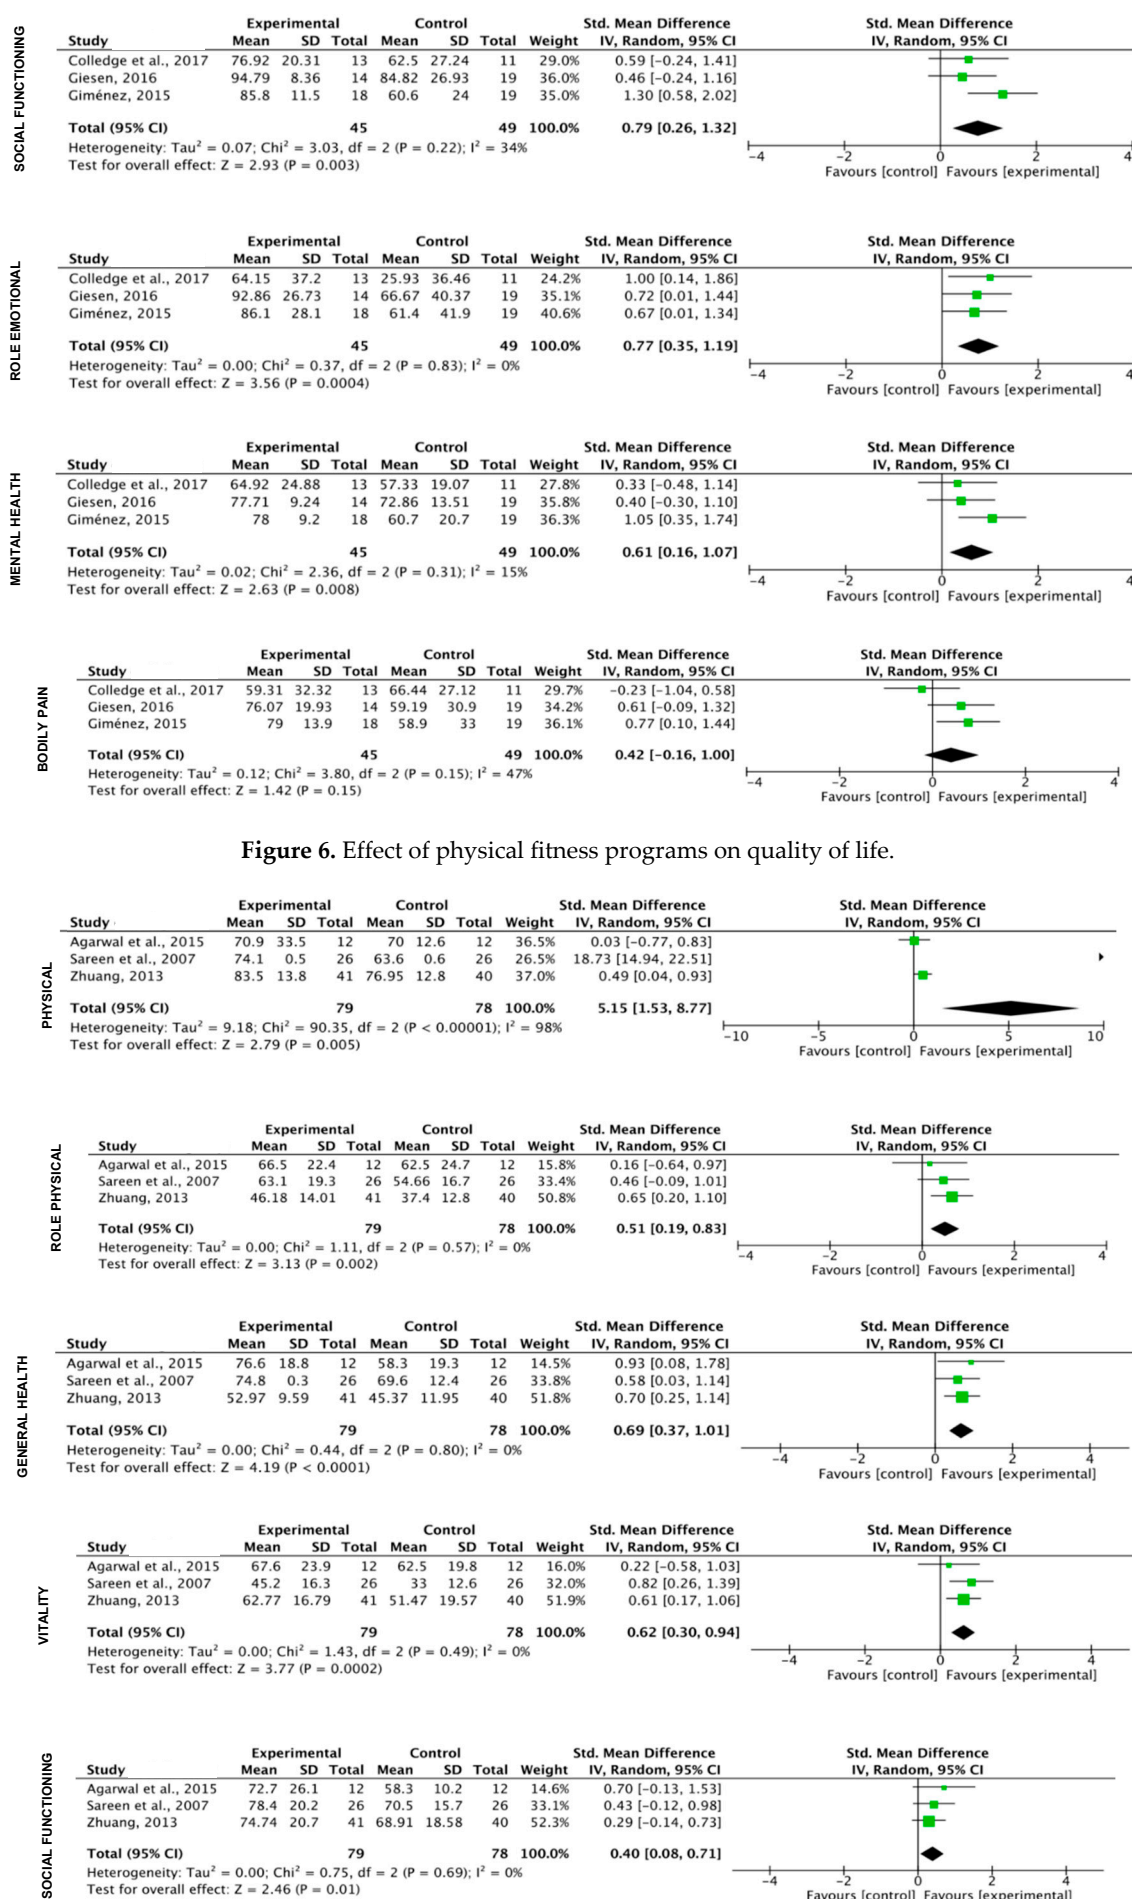 SOCIAL FUNCTIONING
Experimental Control Std. Mean Difference Std. Mean Difference
Study Mean SD Total Mean SD Total Weight IV, Random, 95% CI IV, Random, 95% CI
Colledge et al., 2017 76.92 20.31 13 62.5 27.24 11 29.0% 0.59 [−0.24, 1.41]
Giesen, 2016 94.79 8.36 14 84.82 26.93 19 36.0% 0.46 [−0.24, 1.16]
Giménez, 2015 85.8 11.5 18 60.6 24 19 35.0% 1.30 [0.58, 2.02]
Total (95% CI) 45 49 100.0% 0.79 [0.26, 1.32]
Heterogeneity: Tau² = 0.07; Chi² = 3.03, df = 2 (P = 0.22); I² = 34%
Test for overall effect: Z = 2.93 (P = 0.003)
−4 −2 0 2 4
Favours [control] Favours [experimental]
ROLE EMOTIONAL
Experimental Control Std. Mean Difference Std. Mean Difference
Study Mean SD Total Mean SD Total Weight IV, Random, 95% CI IV, Random, 95% CI
Colledge et al., 2017 64.15 37.2 13 25.93 36.46 11 24.2% 1.00 [0.14, 1.86]
Giesen, 2016 92.86 26.73 14 66.67 40.37 19 35.1% 0.72 [0.01, 1.44]
Giménez, 2015 86.1 28.1 18 61.4 41.9 19 40.6% 0.67 [0.01, 1.34]
Total (95% CI) 45 49 100.0% 0.77 [0.35, 1.19]
Heterogeneity: Tau² = 0.00; Chi² = 0.37, df = 2 (P = 0.83); I² = 0%
Test for overall effect: Z = 3.56 (P = 0.0004)
−4 −2 0 2 4
Favours [control] Favours [experimental]
MENTAL HEALTH
Experimental Control Std. Mean Difference Std. Mean Difference
Study Mean SD Total Mean SD Total Weight IV, Random, 95% CI IV, Random, 95% CI
Colledge et al., 2017 64.92 24.88 13 57.33 19.07 11 27.8% 0.33 [−0.48, 1.14]
Giesen, 2016 77.71 9.24 14 72.86 13.51 19 36.0% 0.40 [−0.30, 1.10]
Giménez, 2015 78 9.2 18 60.7 20.7 19 36.3% 1.05 [0.35, 1.74]
Total (95% CI) 45 49 100.0% 0.61 [0.16, 1.07]
Heterogeneity: Tau² = 0.02; Chi² = 2.36, df = 2 (P = 0.31); I² = 15%
Test for overall effect: Z = 2.63 (P = 0.008)
−4 −2 0 2 4
Favours [control] Favours [experimental]
BODILY PAIN
Experimental Control Std. Mean Difference Std. Mean Difference
Study Mean SD Total Mean SD Total Weight IV, Random, 95% CI IV, Random, 95% CI
Colledge et al., 2017 59.31 32.32 13 66.44 27.12 11 29.7% −0.23 [−1.04, 0.58]
Giesen, 2016 76.07 19.93 14 59.19 30.9 19 34.2% 0.61 [−0.09, 1.32]
Giménez, 2015 79 13.9 18 58.9 33 19 36.1% 0.77 [0.10, 1.44]
Total (95% CI) 45 49 100.0% 0.42 [−0.16, 1.00]
Heterogeneity: Tau² = 0.12; Chi² = 3.80, df = 2 (P = 0.15); I² = 47%
Test for overall effect: Z = 1.42 (P = 0.15)
−4 −2 0 2 4
Favours [control] Favours [experimental]
Figure 6. Effect of physical fitness programs on quality of life.
PHYSICAL
Experimental Control Std. Mean Difference Std. Mean Difference
Study Mean SD Total Mean SD Total Weight IV, Random, 95% CI IV, Random, 95% CI
Agarwal et al., 2015 70.9 33.5 12 70 12.6 12 36.5% 0.03 [−0.77, 0.83]
Sareen et al., 2007 74.1 0.5 26 63.6 0.6 26 26.5% 18.73 [14.94, 22.51]
Zhuang, 2013 83.5 13.8 41 76.95 12.8 40 37.0% 0.49 [0.04, 0.93]
Total (95% CI) 79 78 100.0% 5.15 [1.53, 8.77]
Heterogeneity: Tau² = 9.18; Chi² = 90.35, df = 2 (P < 0.00001); I² = 98%
Test for overall effect: Z = 2.79 (P = 0.005)
−10 −5 0 5 10
Favours [control] Favours [experimental]
ROLE PHYSICAL
Experimental Control Std. Mean Difference Std. Mean Difference
Study Mean SD Total Mean SD Total Weight IV, Random, 95% CI IV, Random, 95% CI
Agarwal et al., 2015 66.5 22.4 12 62.5 24.7 12 15.8% 0.16 [−0.64, 0.97]
Sareen et al., 2007 63.1 19.3 26 54.66 16.7 26 33.4% 0.46 [−0.09, 1.01]
Zhuang, 2013 46.18 14.01 41 37.4 12.8 40 50.8% 0.65 [0.20, 1.10]
Total (95% CI) 79 78 100.0% 0.51 [0.19, 0.83]
Heterogeneity: Tau² = 0.00; Chi² = 1.11, df = 2 (P = 0.57); I² = 0%
Test for overall effect: Z = 3.13 (P = 0.002)
−4 −2 0 2 4
Favours [control] Favours [experimental]
GENERAL HEALTH
Experimental Control Std. Mean Difference Std. Mean Difference
Study Mean SD Total Mean SD Total Weight IV, Random, 95% CI IV, Random, 95% CI
Agarwal et al., 2015 76.6 18.8 12 58.3 19.3 12 14.5% 0.93 [0.08, 1.78]
Sareen et al., 2007 74.8 0.3 26 69.6 12.4 26 33.8% 0.58 [0.03, 1.14]
Zhuang, 2013 52.97 9.59 41 45.37 11.95 40 51.8% 0.70 [0.25, 1.14]
Total (95% CI) 79 78 100.0% 0.69 [0.37, 1.01]
Heterogeneity: Tau² = 0.00; Chi² = 0.44, df = 2 (P = 0.80); I² = 0%
Test for overall effect: Z = 4.19 (P < 0.0001)
−4 −2 0 2 4
Favours [control] Favours [experimental]
VITALITY
Experimental Control Std. Mean Difference Std. Mean Difference
Study Mean SD Total Mean SD Total Weight IV, Random, 95% CI IV, Random, 95% CI
Agarwal et al., 2015 67.6 23.9 12 62.5 19.8 12 16.0% 0.22 [−0.58, 1.03]
Sareen et al., 2007 45.2 16.3 26 33 12.6 26 32.0% 0.82 [0.26, 1.39]
Zhuang, 2013 62.77 16.79 41 51.47 19.57 40 51.9% 0.61 [0.17, 1.06]
Total (95% CI) 79 78 100.0% 0.62 [0.30, 0.94]
Heterogeneity: Tau² = 0.00; Chi² = 1.43, df = 2 (P = 0.49); I² = 0%
Test for overall effect: Z = 3.77 (P = 0.0002)
−4 −2 0 2 4
Favours [control] Favours [experimental]
SOCIAL FUNCTIONING
Experimental Control Std. Mean Difference Std. Mean Difference
Study Mean SD Total Mean SD Total Weight IV, Random, 95% CI IV, Random, 95% CI
Agarwal et al., 2015 72.7 26.1 12 58.3 10.2 12 14.6% 0.70 [−0.13, 1.53]
Sareen et al., 2007 78.4 20.2 26 70.5 15.7 26 33.1% 0.43 [−0.12, 0.98]
Zhuang, 2013 74.74 20.7 41 68.91 18.58 40 52.3% 0.29 [−0.14, 0.73]
Total (95% CI) 79 78 100.0% 0.40 [0.08, 0.71]
Heterogeneity: Tau² = 0.00; Chi² = 0.75, df = 2 (P = 0.69); I² = 0%
Test for overall effect: Z = 2.46 (P = 0.01)
−4 −2 0 2 4
Favours [control] Favours [experimental]